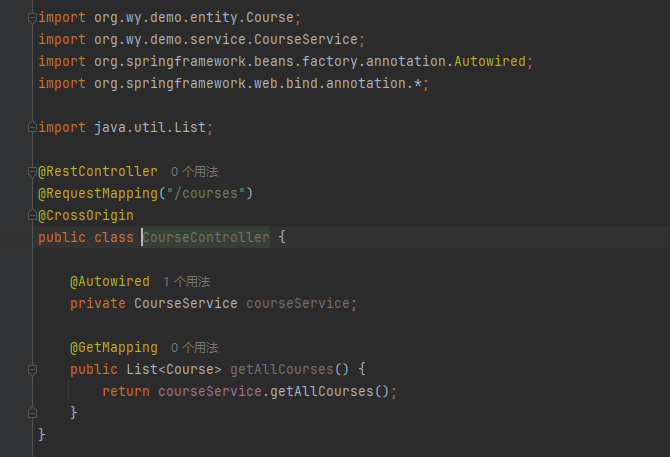 import org.wy.demo.entity.Course;
import org.wy.demo.service.CourseService;
import org.springframework.beans.factory.annotation.Autowired;
import org.springframework.web.bind.annotation.*;
import java.util.List;
@RestController 0 个用法
@RequestMapping("/courses")
@CrossOrigin
public class CourseController {
@Autowired 1 个用法
private CourseService courseService;
@GetMapping 0 个用法
public List<Course> getAllCourses() {
return courseService.getAllCourses();
}
}